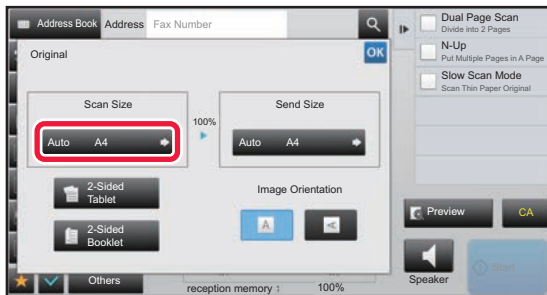 Address Book Address Fax Number
Original
OK
Scan Size
100%
Send Size
Auto A4
Auto A4
2-Sided
Tablet
2-Sided
Booklet
Image Orientation
A
A
Others
reception memory : 100%
Dual Page Scan
Divide into 2 Pages
N-Up
Put Multiple Pages in A Page
Slow Scan Mode
Scan Thin Paper Original
Preview
CA
Speaker
Start